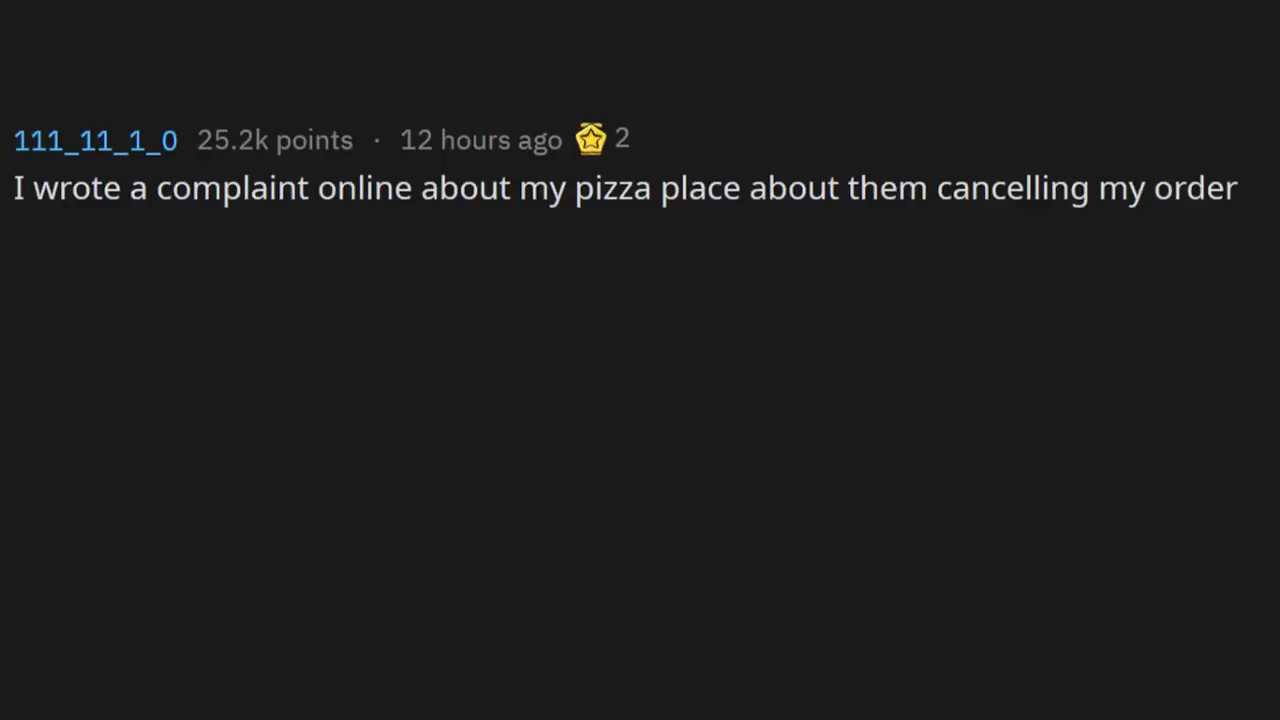 111_11_1_0 25.2k points · 12 hours ago 2
I wrote a complaint online about my pizza place about them cancelling my order